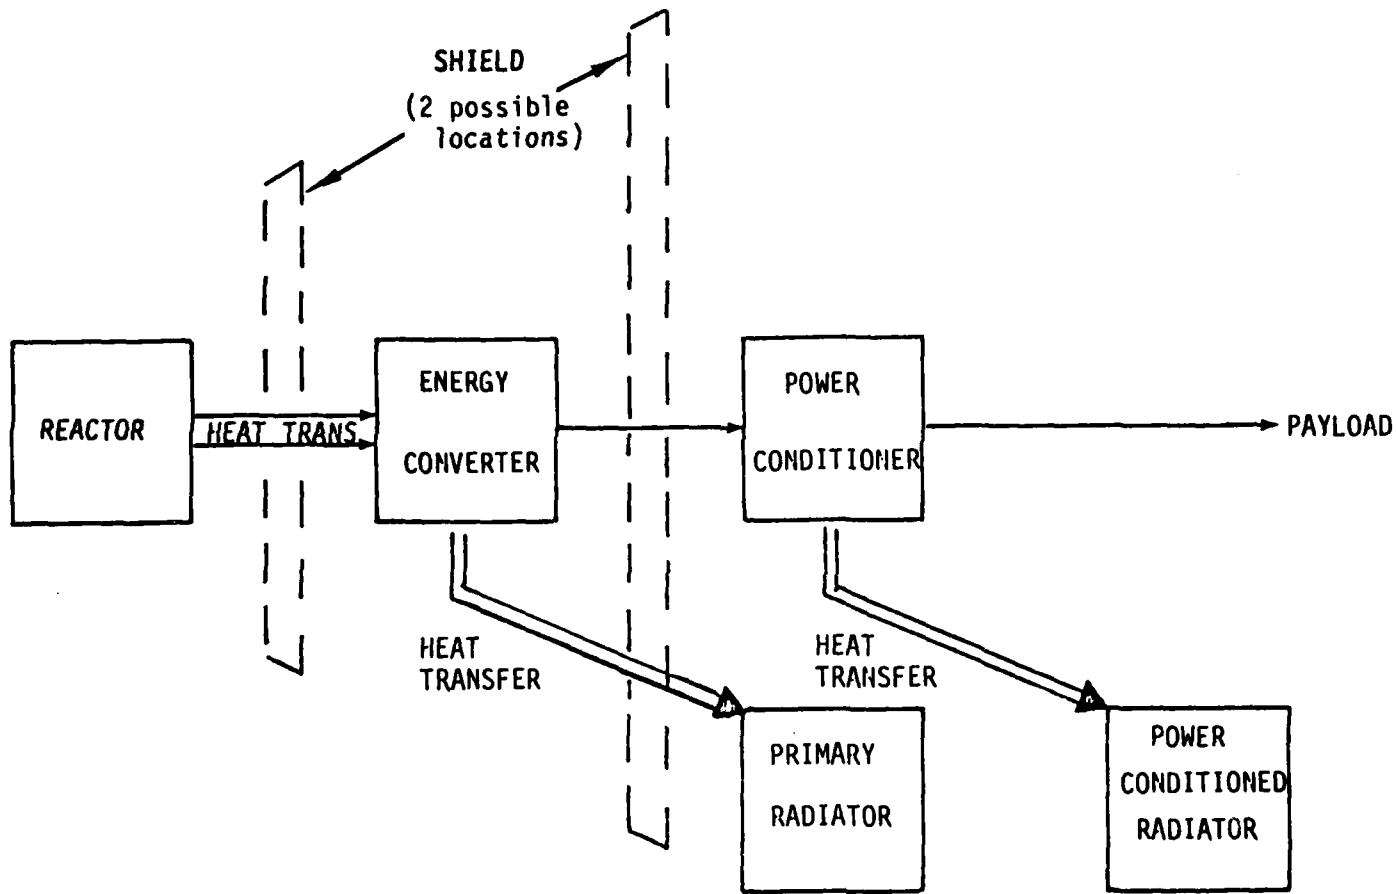 SHIELD
(2 possible
locations)
REACTOR
HEAT TRANS
ENERGY
CONVERTER
POWER
CONDITIONER
PAYLOAD
HEAT
TRANSFER
HEAT
TRANSFER
PRIMARY
RADIATOR
POWER
CONDITIONED
RADIATOR